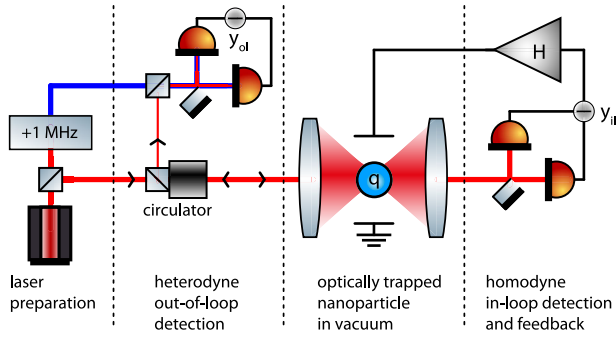 y_ol
H
+1 MHz
q
y_il
circulator
laser
preparation
heterodyne
out-of-loop
detection
optically trapped
nanoparticle
in vacuum
homodyne
in-loop detection
and feedback